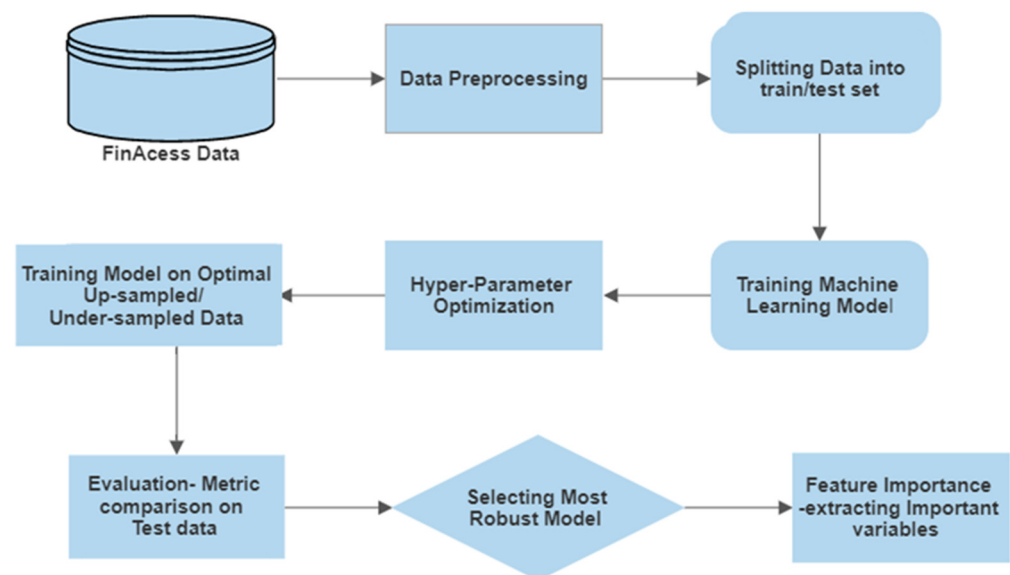 FinAcess Data
Data Preprocessing
Splitting Data into
train/test set
Training Machine
Learning Model
Hyper-Parameter
Optimization
Training Model on Optimal
Up-sampled/
Under-sampled Data
Evaluation- Metric
comparison on
Test data
Selecting Most
Robust Model
Feature Importance
-extracting Important
variables